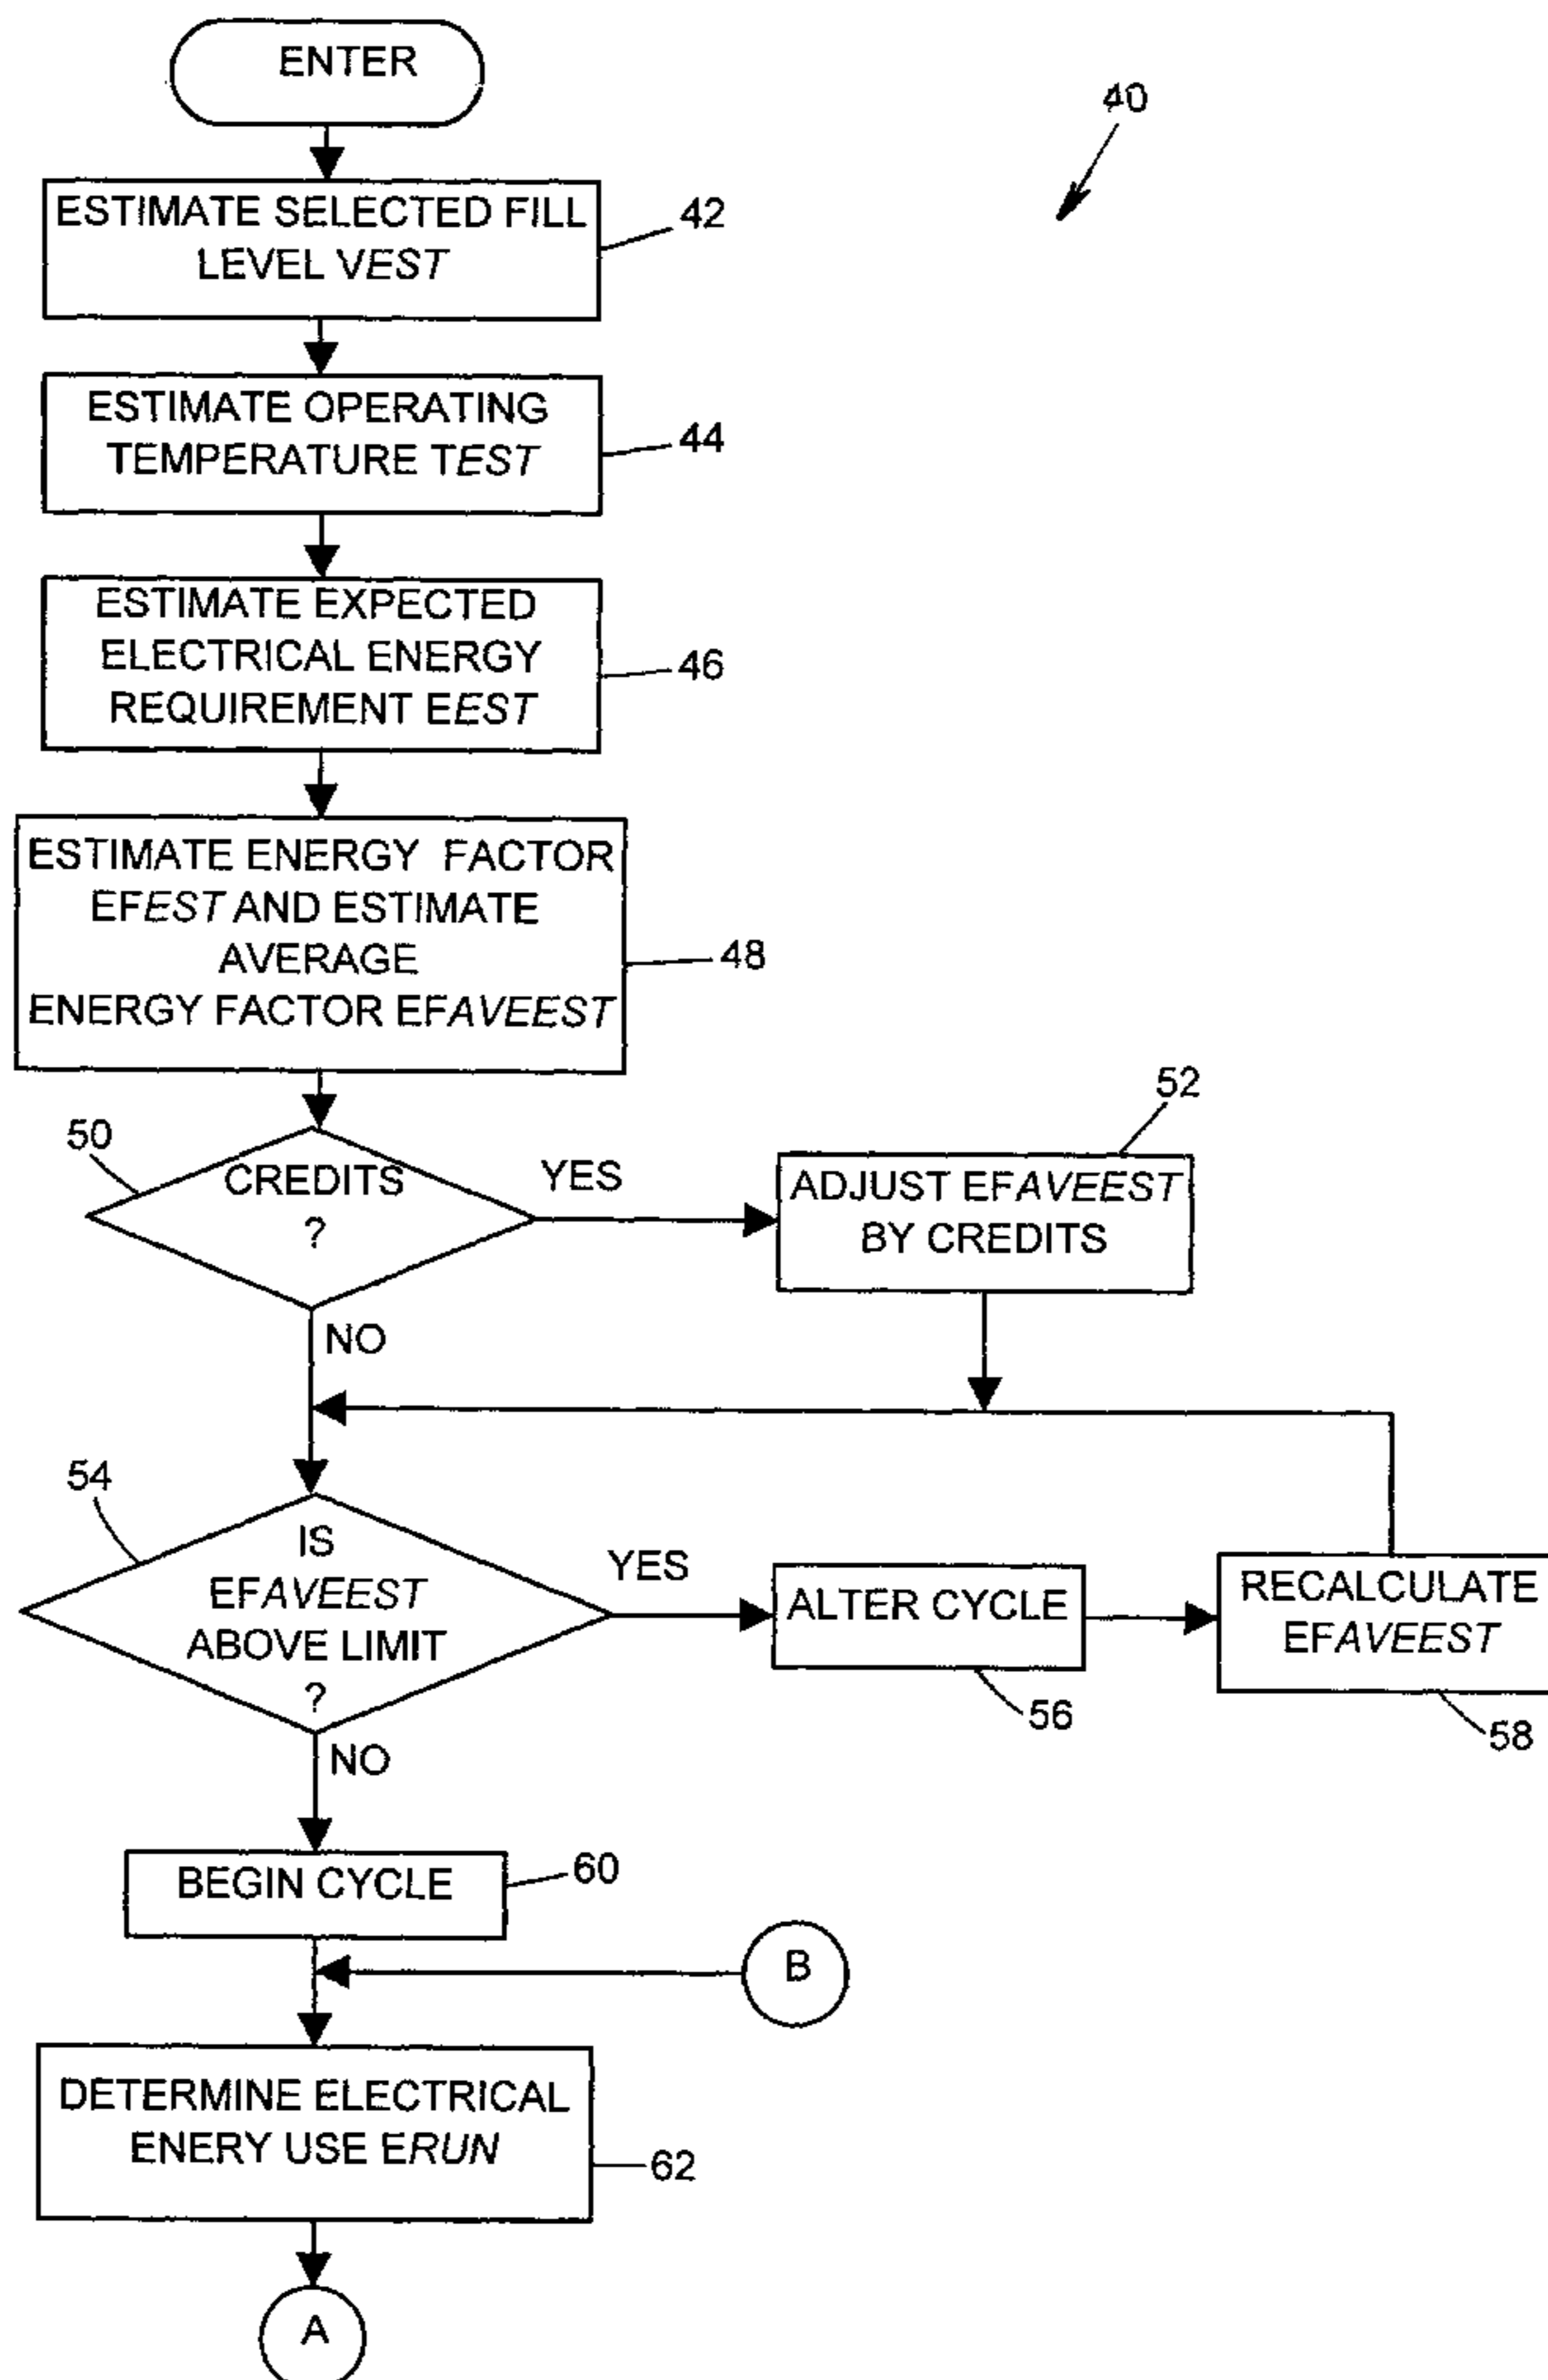 ENTER
40
ESTIMATE SELECTED FILL
LEVEL VEST
42
ESTIMATE OPERATING
TEMPERATURE TEST
44
ESTIMATE EXPECTED
ELECTRICAL ENERGY
REQUIREMENT EEST
46
ESTIMATE ENERGY FACTOR
EFEST AND ESTIMATE
AVERAGE
ENERGY FACTOR EFAVEEST
48
50
CREDITS
?
YES
NO
52
ADJUST EFAVEEST
BY CREDITS
54
IS
EFAVEEST
ABOVE LIMIT
?
YES
NO
ALTER CYCLE
56
RECALCULATE
EFAVEEST
58
BEGIN CYCLE
60
B
DETERMINE ELECTRICAL
ENERY USE ERUN
62
A